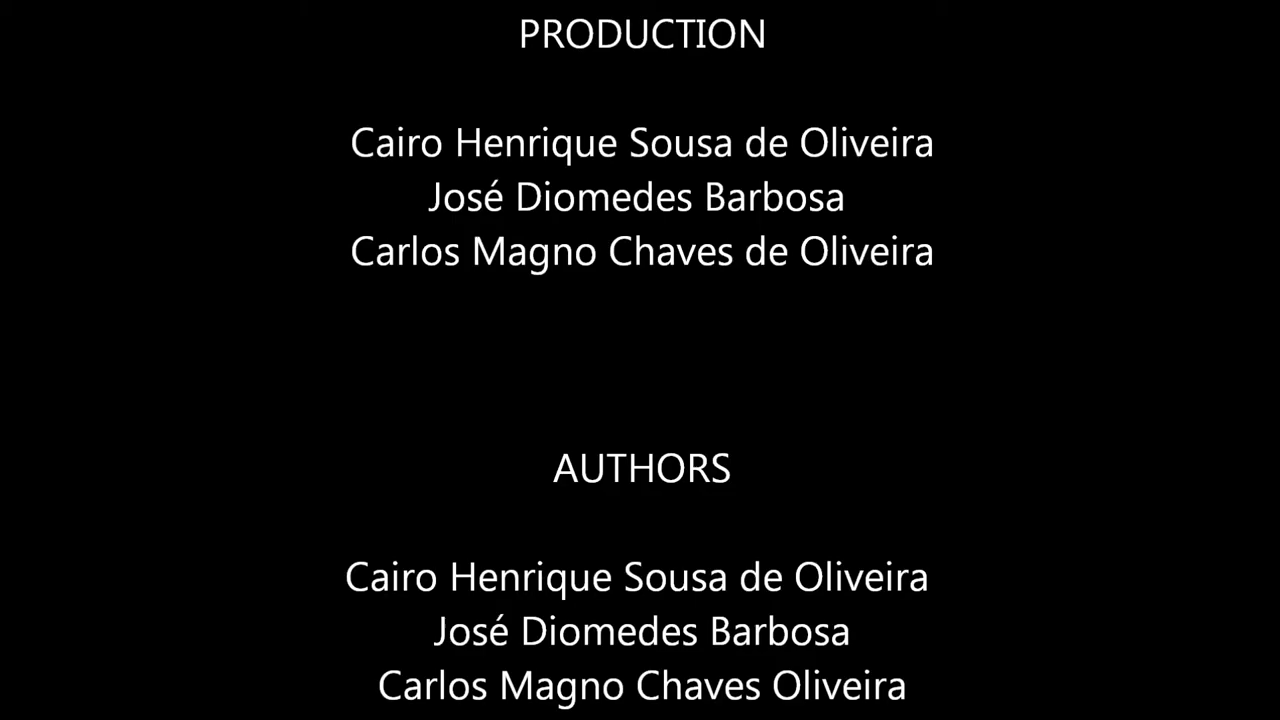 PRODUCTION
Cairo Henrique Sousa de Oliveira
José Diomedes Barbosa
Carlos Magno Chaves de Oliveira
AUTHORS
Cairo Henrique Sousa de Oliveira
José Diomedes Barbosa
Carlos Magno Chaves Oliveira